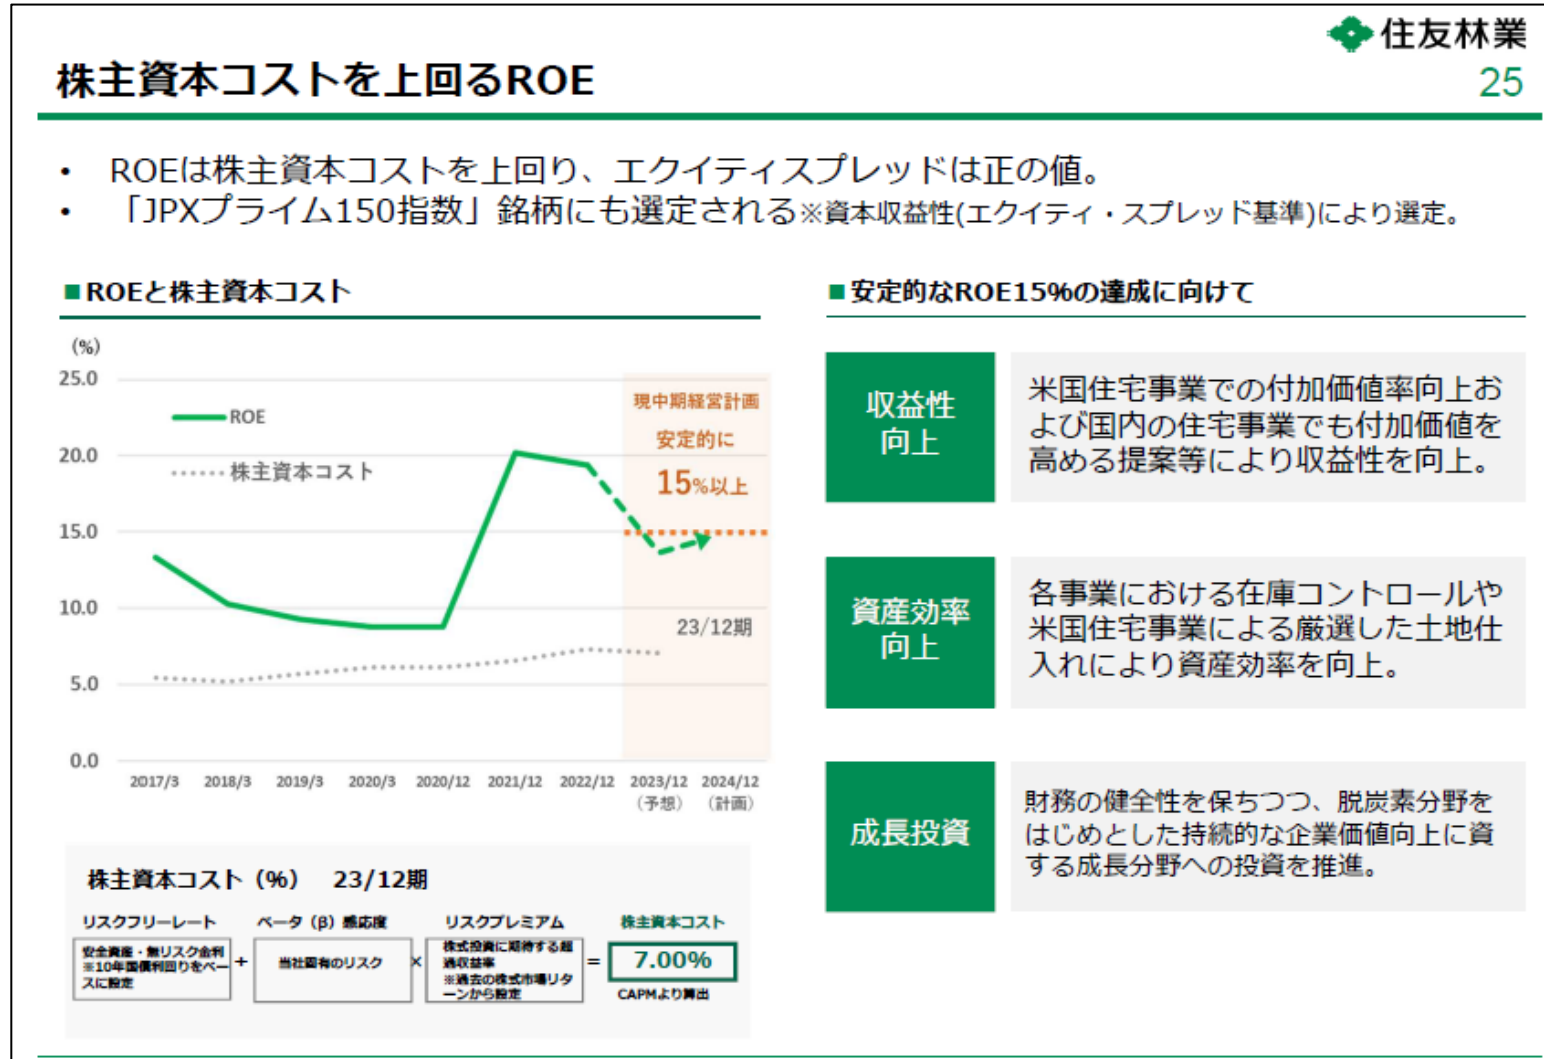 住友林業
株主資本コストを上回るROE
25
• ROEは株主資本コストを上回り、エクイティスプレッドは正の値。
• 「JPXプライム150指数」銘柄にも選定される※資本収益性(エクイティ・スプレッド基準)により選定。
■ROEと株主資本コスト
(%)
25.0
20.0
15.0
10.0
5.0
0.0
ROE
株主資本コスト
現中期経営計画
安定的に
15%以上
23/12期
2017/3 2018/3 2019/3 2020/3 2020/12 2021/12 2022/12 2023/12 2024/12
(予想) (計画)
株主資本コスト(%) 23/12期
リスクフリーレート ベータ(β)感応度 リスクプレミアム 株主資本コスト
安全資産・無リスク金利
※10年国債利回りをベー
スに設定
+
当社固有のリスク
×
株式投資に期待する超
過収益率
※過去の株式市場リタ
ーンから設定
=
7.00%
CAPMより算出
■安定的なROE15%の達成に向けて
収益性
向上
米国住宅事業での付加価値率向上お
よび国内の住宅事業でも付加価値を
高める提案等により収益性を向上。
資産効率
向上
各事業における在庫コントロールや
米国住宅事業による厳選した土地仕
入れにより資産効率を向上。
成長投資
財務の健全性を保ちつつ、脱炭素分野を
はじめとした持続的な企業価値向上に資
する成長分野への投資を推進。